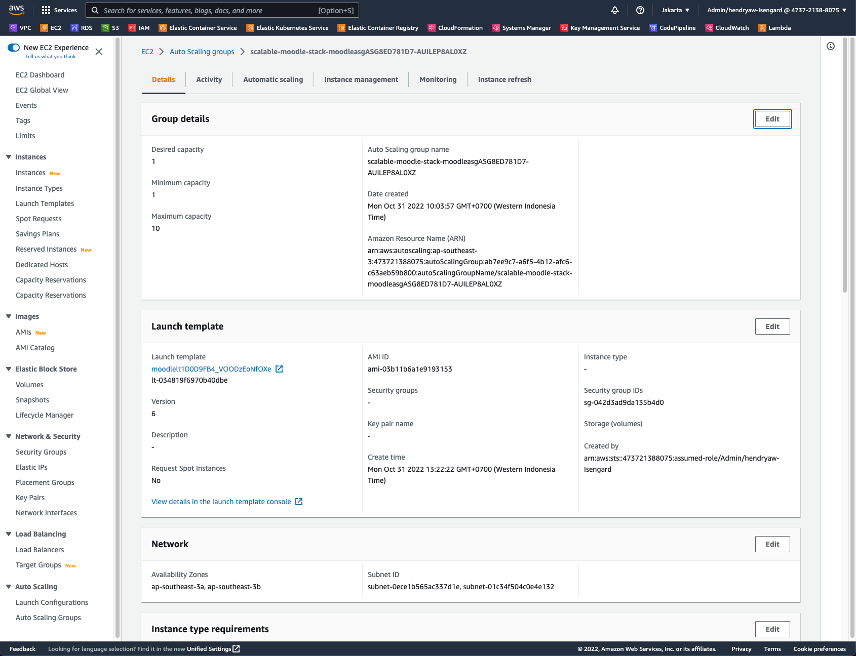 aws
Services
Search for services, features, blogs, docs, and more
[Option+S]
Jakarta
Admin/hendryaw-Isengard @ 4737-2138-8075
VPC
EC2
RDS
S3
IAM
Elastic Container Service
Elastic Kubernetes Service
Elastic Container Registry
CloudFormation
Systems Manager
Key Management Service
CodePipeline
CloudWatch
Lambda
New EC2 Experience
Tell us what you think
EC2 Dashboard
EC2 Global View
Events
Tags
Limits
Instances
Instances New
Instance Types
Launch Templates
Spot Requests
Savings Plans
Reserved Instances New
Dedicated Hosts
Capacity Reservations
Capacity Reservations
Images
AMIs New
AMI Catalog
Elastic Block Store
Volumes
Snapshots
Lifecycle Manager
Network & Security
Security Groups
Elastic IPs
Placement Groups
Key Pairs
Network Interfaces
Load Balancing
Load Balancers
Target Groups New
Auto Scaling
Launch Configurations
Auto Scaling Groups
EC2
Auto Scaling groups
scalable-moodle-stack-moodleasgASG8ED781D7-AUILEP8AL0XZ
Details
Activity
Automatic scaling
Instance management
Monitoring
Instance refresh
Group details
Edit
Desired capacity
1
Minimum capacity
1
Maximum capacity
10
Auto Scaling group name
scalable-moodle-stack-moodleasgASG8ED781D7-
AUILEP8AL0XZ
Date created
Mon Oct 31 2022 10:03:57 GMT+0700 (Western Indonesia
Time)
Amazon Resource Name (ARN)
arn:aws:autoscaling:ap-southeast-
3:473721388075:autoScalingGroup:ab7ee9c7-a6f5-4b12-afc6-
c63aeb59b800:autoScalingGroupName/scalable-moodle-stack-
moodleasgASG8ED781D7-AUILEP8AL0XZ
Launch template
Edit
Launch template
moodlelt1D0D9FB4_VOODzEoNfOXe
lt-034819f6970b40dbe
Version
6
Description
-
Request Spot Instances
No
View details in the launch template console
AMI ID
ami-03b11b6a1e9193153
Security groups
-
Key pair name
-
Create time
Mon Oct 31 2022 13:22:22 GMT+0700 (Western Indonesia
Time)
Instance type
-
Security group IDs
sg-042d3ad9da135b4d0
Storage (volumes)
Created by
arn:aws:sts::473721388075:assumed-role/Admin/hendryaw-
Isengard
Network
Edit
Availability Zones
ap-southeast-3a, ap-southeast-3b
Subnet ID
subnet-0ece1b565ac337d1e, subnet-01c34f504c0e4e132
Instance type requirements
Edit
Feedback
Looking for language selection? Find it in the new Unified Settings
© 2022, Amazon Web Services, Inc. or its affiliates.
Privacy
Terms
Cookie preferences